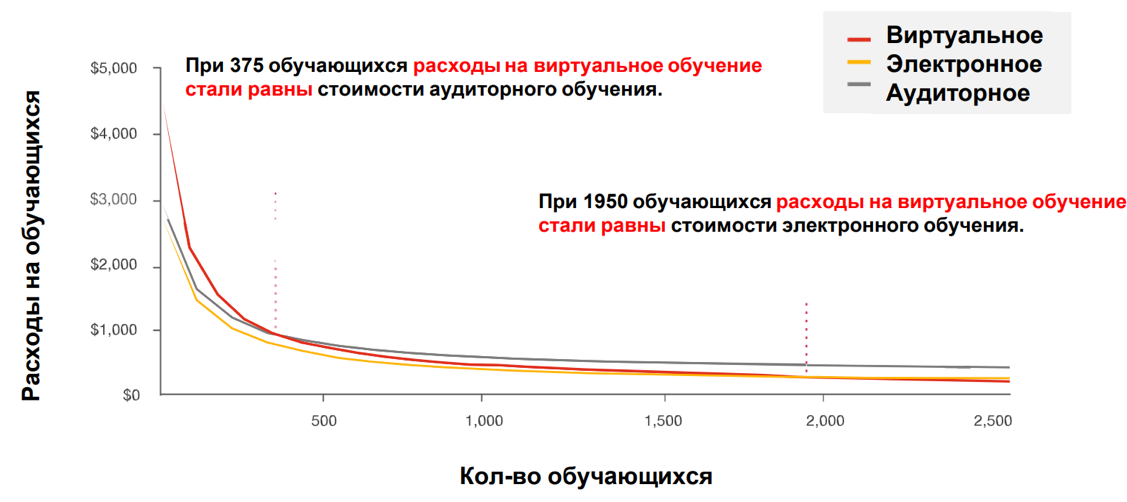 Виртуальное
Электронное
Аудиторное
При 375 обучающихся расходы на виртуальное обучение
стали равны стоимости аудиторного обучения.
При 1950 обучающихся расходы на виртуальное обучение
стали равны стоимости электронного обучения.
Расходы на обучающихся
$5,000
$4,000
$3,000
$2,000
$1,000
$0
500
1,000
1,500
2,000
2,500
Кол-во обучающихся